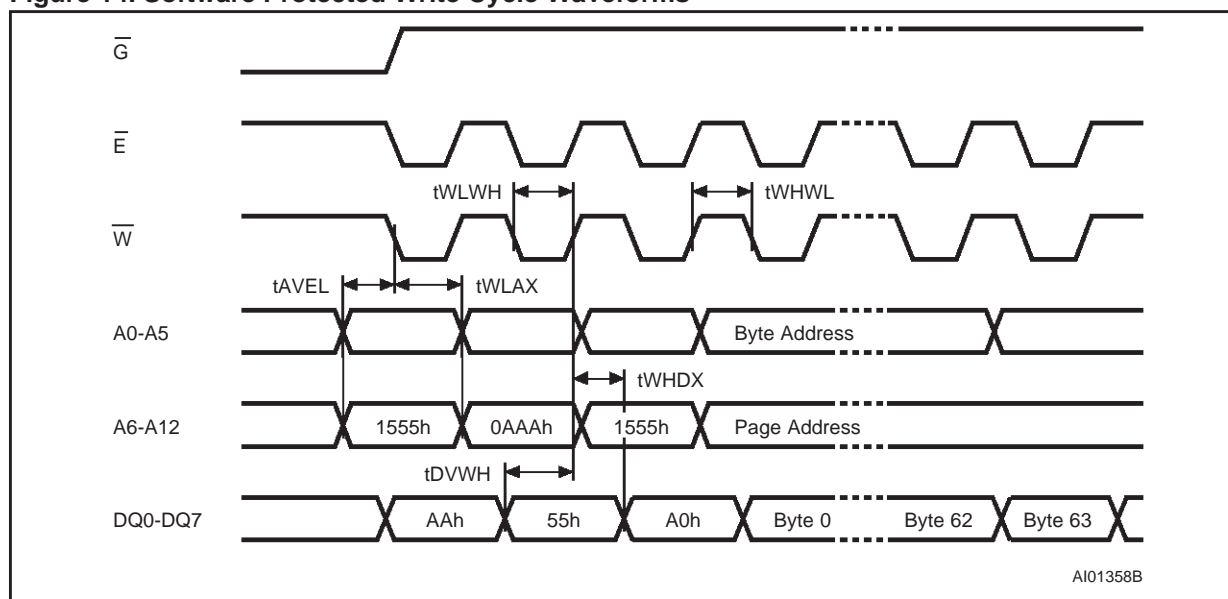 Figure 14. Software Protected Write Cycle Waveforms
G
E
tWLWH
tWHWL
W
tAVEL
tWLAX
A0-A5
Byte Address
tWHDX
A6-A12
1555h
0AAAh
1555h
Page Address
tDVWH
DQ0-DQ7
AAh
55h
A0h
Byte 0
Byte 62
Byte 63
AI01358B